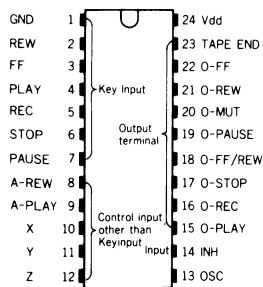 GND 1 24 Vdd
REW 2 23 TAPE END
FF 3 22 O-FF
PLAY 4 Key Input 21 O-REW
REC 5 20 O-MUT
STOP 6 Output terminal 19 O-PAUSE
PAUSE 7 18 O-FF/REW
A-REW 8 17 O-STOP
A-PLAY 9 Control input 16 O-REC
X 10 other than 15 O-PLAY
Y 11 Keyinput Input 14 INH
Z 12 13 OSC